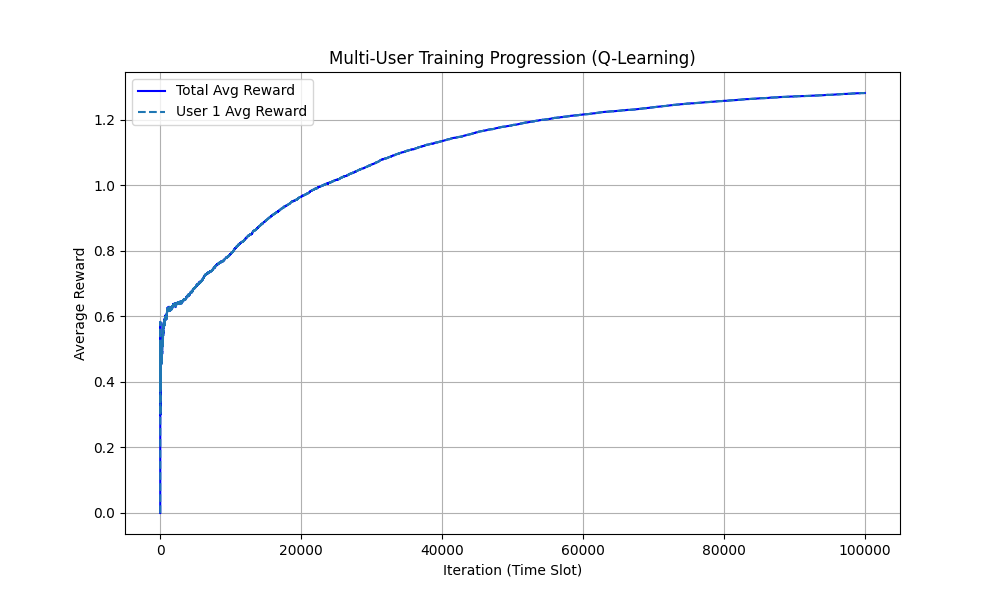 Multi-User Training Progression (Q-Learning)
Total Avg Reward
User 1 Avg Reward
Average Reward
1.2
1.0
0.8
0.6
0.4
0.2
0.0
0 20000 40000 60000 80000 100000
Iteration (Time Slot)